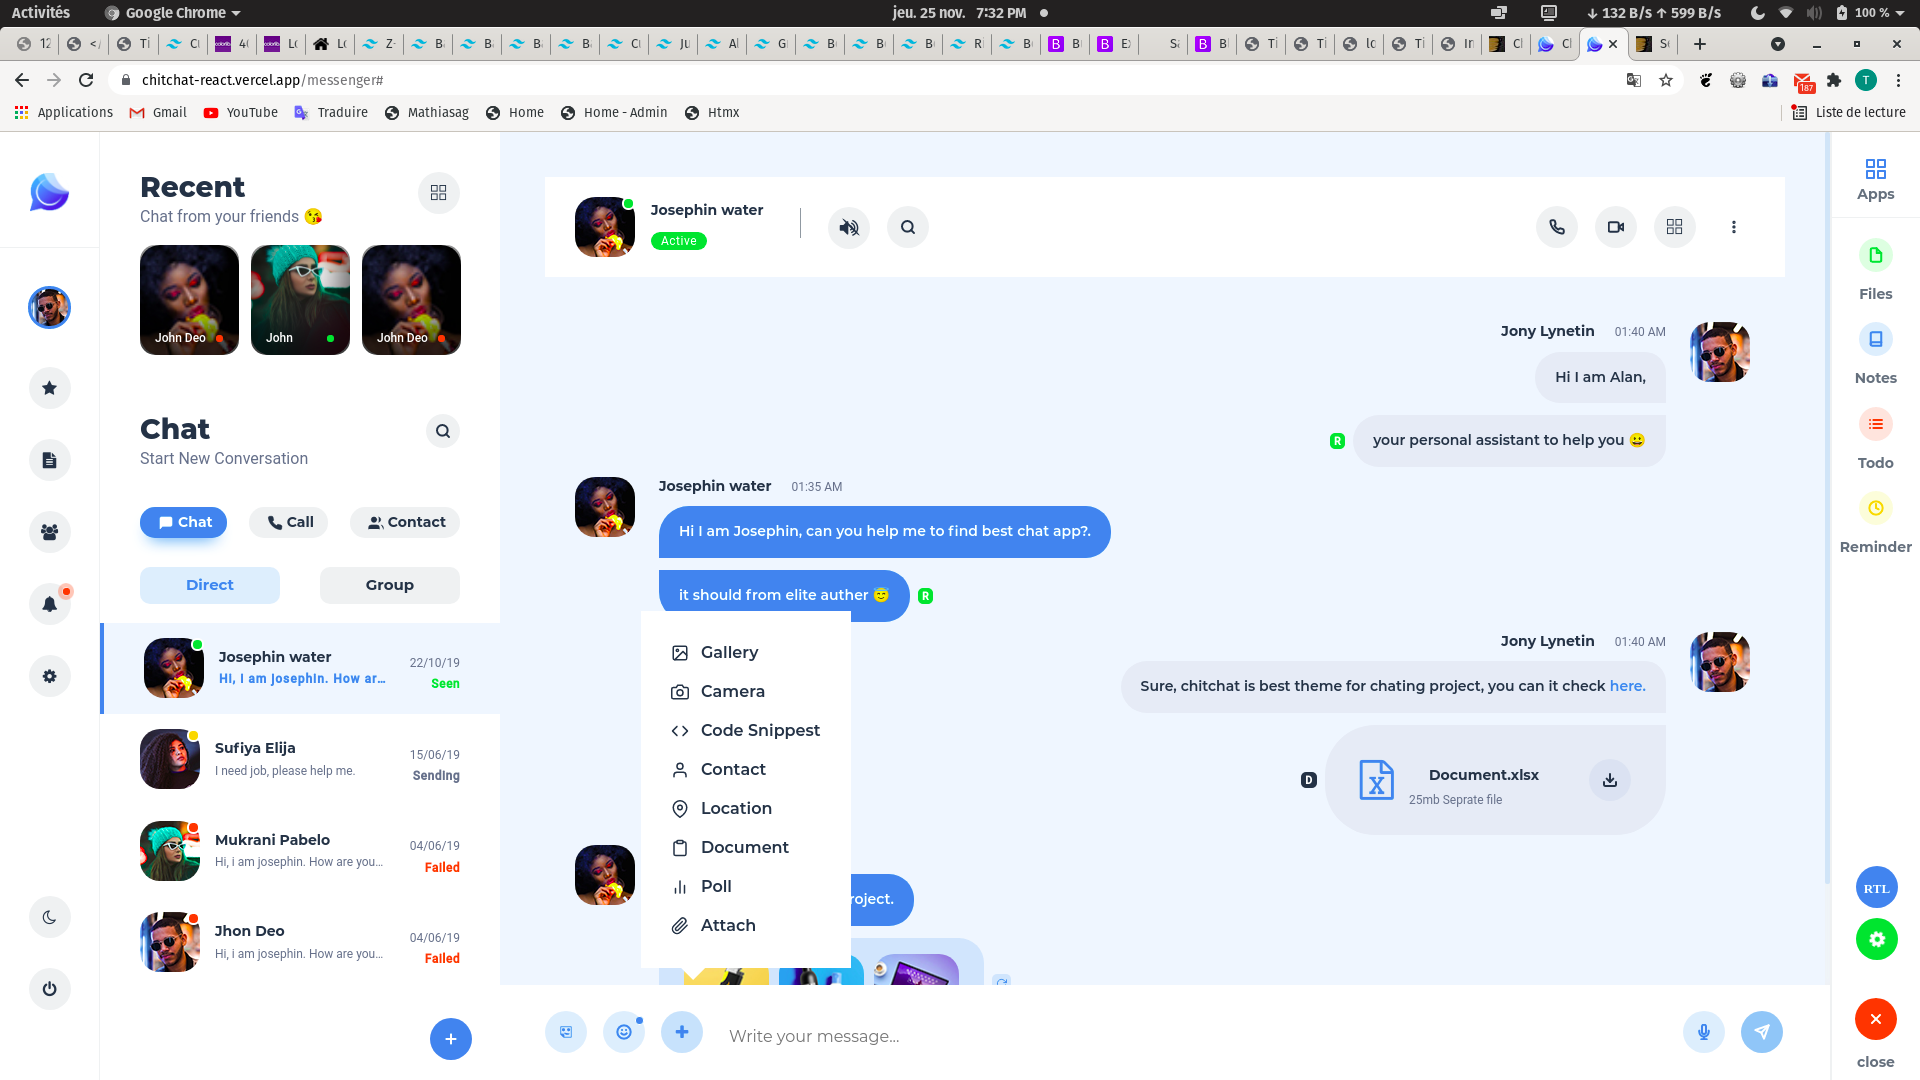 Activités
Google Chrome
jeu. 25 nov. 7:32 PM
↓ 132 B/s ↑ 599 B/s
100 %
chitchat-react.vercel.app/messenger#
187
T
Applications
Gmail
YouTube
Traduire
Mathiasag
Home
Home - Admin
Htmx
Liste de lecture
Recent
Chat from your friends 😘
John Deo
John
John Deo
Chat
Start New Conversation
Chat
Call
Contact
Direct
Group
Josephin water
22/10/19
Hi, I am josephin. How ar...
Seen
Sufiya Elija
15/06/19
I need job, please help me.
Sending
Mukrani Pabelo
04/06/19
Hi, i am josephin. How are you...
Failed
Jhon Deo
04/06/19
Hi, i am josephin. How are you...
Failed
+
Josephin water
Active
Jony Lynetin 01:40 AM
Hi I am Alan,
R
your personal assistant to help you 😀
Josephin water 01:35 AM
Hi I am Josephin, can you help me to find best chat app?.
it should from elite auther 😇
R
Jony Lynetin 01:40 AM
Sure, chitchat is best theme for chating project, you can it check here.
D
X
Document.xlsx
25mb Seprate file
roject.
Gallery
Camera
Code Snippest
Contact
Location
Document
Poll
Attach
Write your message...
Apps
Files
Notes
Todo
Reminder
RTL
close